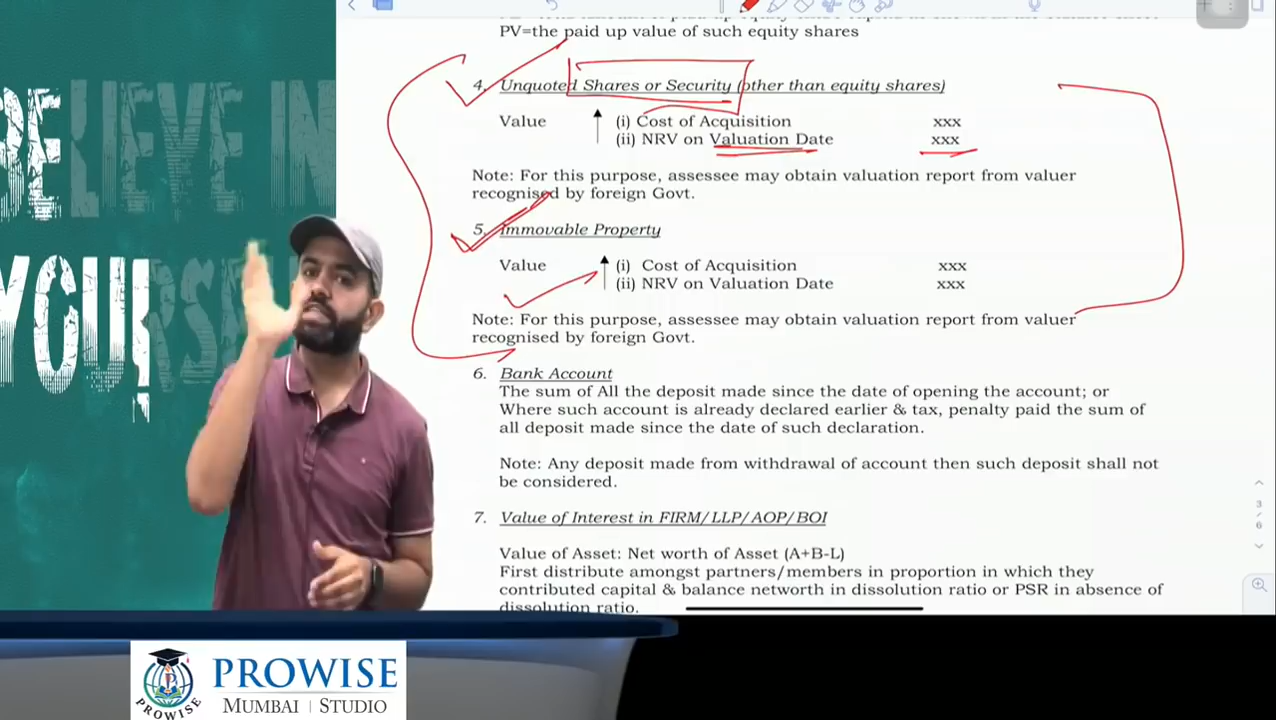 BELIEVE IN
YOURS
PV=the paid up value of such equity shares
4. Unquoted Shares or Security (other than equity shares)
Value (i) Cost of Acquisition xxx
(ii) NRV on Valuation Date xxx
Note: For this purpose, assessee may obtain valuation report from valuer
recognised by foreign Govt.
5. Immovable Property
Value (i) Cost of Acquisition xxx
(ii) NRV on Valuation Date xxx
Note: For this purpose, assessee may obtain valuation report from valuer
recognised by foreign Govt.
6. Bank Account
The sum of All the deposit made since the date of opening the account; or
Where such account is already declared earlier & tax, penalty paid the sum of
all deposit made since the date of such declaration.
Note: Any deposit made from withdrawal of account then such deposit shall not
be considered.
7. Value of Interest in FIRM/LLP/AOP/BOI
Value of Asset: Net worth of Asset (A+B-L)
First distribute amongst partners/members in proportion in which they
contributed capital & balance networth in dissolution ratio or PSR in absence of
dissolution ratio.
3
/
6
PROWISE
PROWISE
MUMBAI | STUDIO